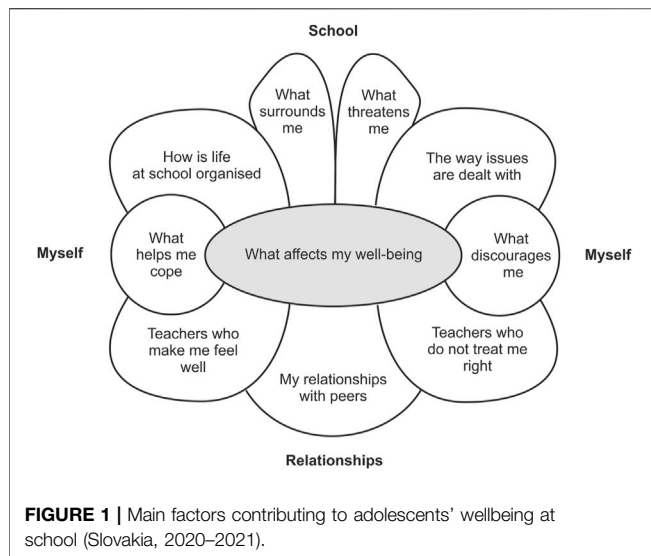 School
What
surrounds
me
What
threatens
me
How is life
at school organised
The way issues
are dealt with
Myself
What
helps me
cope
What affects my well-being
What
discourages
me
Myself
Teachers who
make me feel
well
My relationships
with peers
Teachers who
do not treat me
right
Relationships
FIGURE 1 | Main factors contributing to adolescents’ wellbeing at
school (Slovakia, 2020–2021).